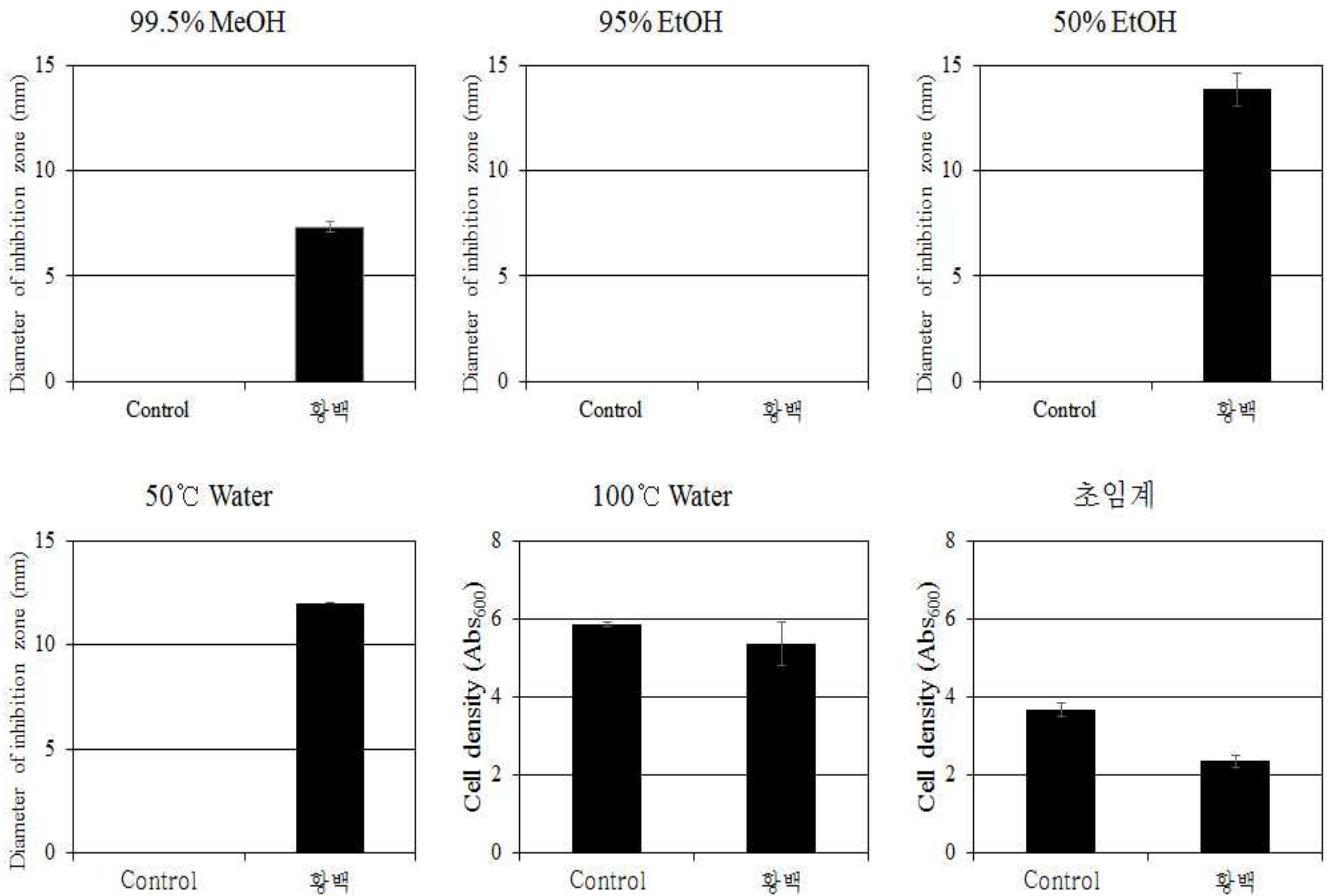 99.5% MeOH
Diameter of inhibition zone (mm)
15
10
5
0
Control
황백
95% EtOH
Diameter of inhibition zone (mm)
15
10
5
0
Control
황백
50% EtOH
Diameter of inhibition zone (mm)
15
10
5
0
Control
황백
50℃ Water
Diameter of inhibition zone (mm)
15
10
5
0
Control
황백
100℃ Water
Cell density (Abs600)
8
6
4
2
0
Control
황백
초임계
Cell density (Abs600)
8
6
4
2
0
Control
황백